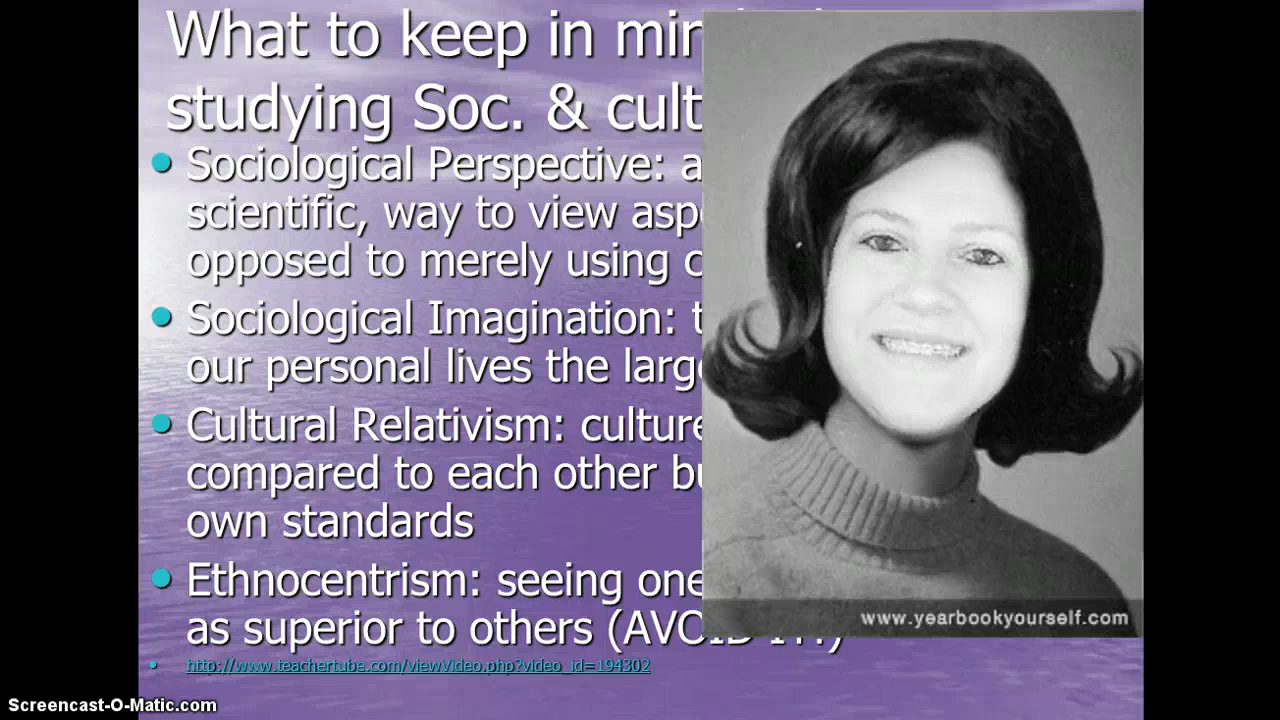 What to keep in
studying Soc. & cult
• Sociological Perspective: a
scientific, way to view asp
opposed to merely using c
• Sociological Imagination: t
our personal lives the larg
• Cultural Relativism: culture
compared to each other bu
own standards
• Ethnocentrism: seeing one
as superior to others
• http://www.teachertube.com/viewVideo.php?video_id=194302
www.yearbookyourself.com
Screencast-O-Matic.com